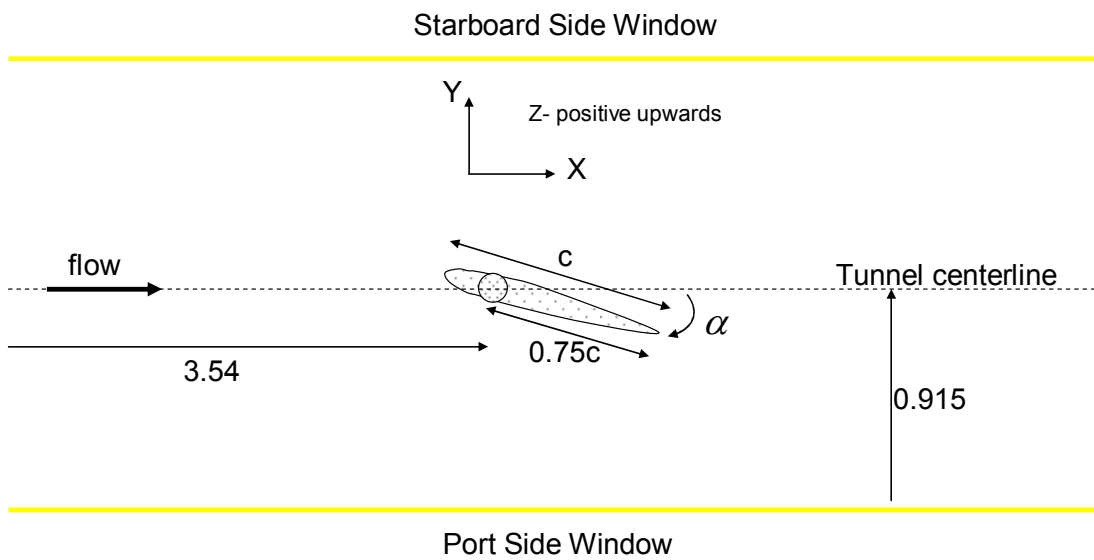 Starboard Side Window
Y
Z- positive upwards
X
c
flow
Tunnel centerline
α
0.75c
3.54
0.915
Port Side Window